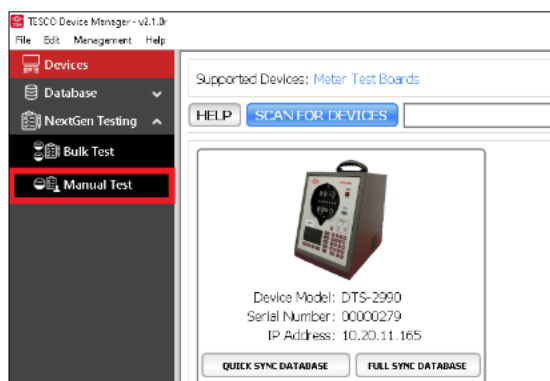 TESCO Device Manager - v2.1.0r
File Edit Management Help
Devices
Database
NextGen Testing
Bulk Test
Manual Test
Supported Devices: Meter Test Boards
HELP SCAN FOR DEVICES
Device Model: DTS-2990
Serial Number: 00000279
IP Address: 10.20.11.165
QUICK SYNC DATABASE FULL SYNC DATABASE